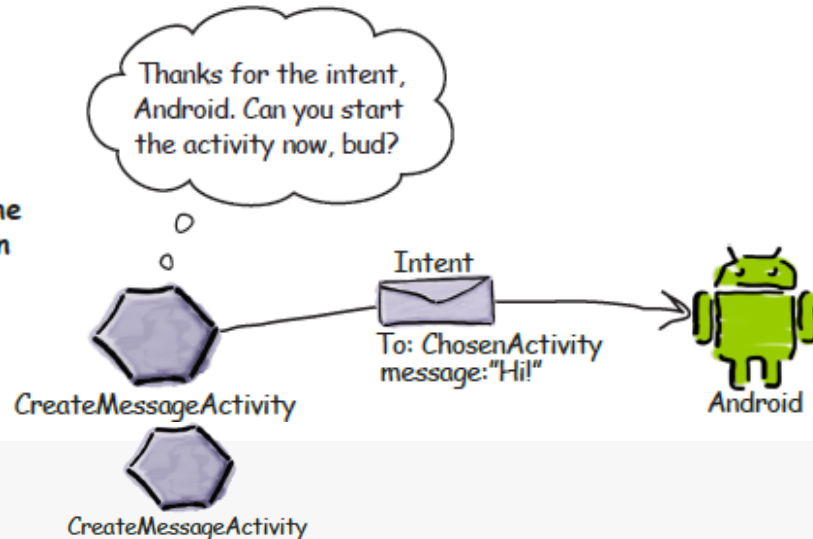 Thanks for the intent,
Android. Can you start
the activity now, bud?
Intent
To: ChosenActivity
message:"Hi!"
CreateMessageActivity
Android
CreateMessageActivity